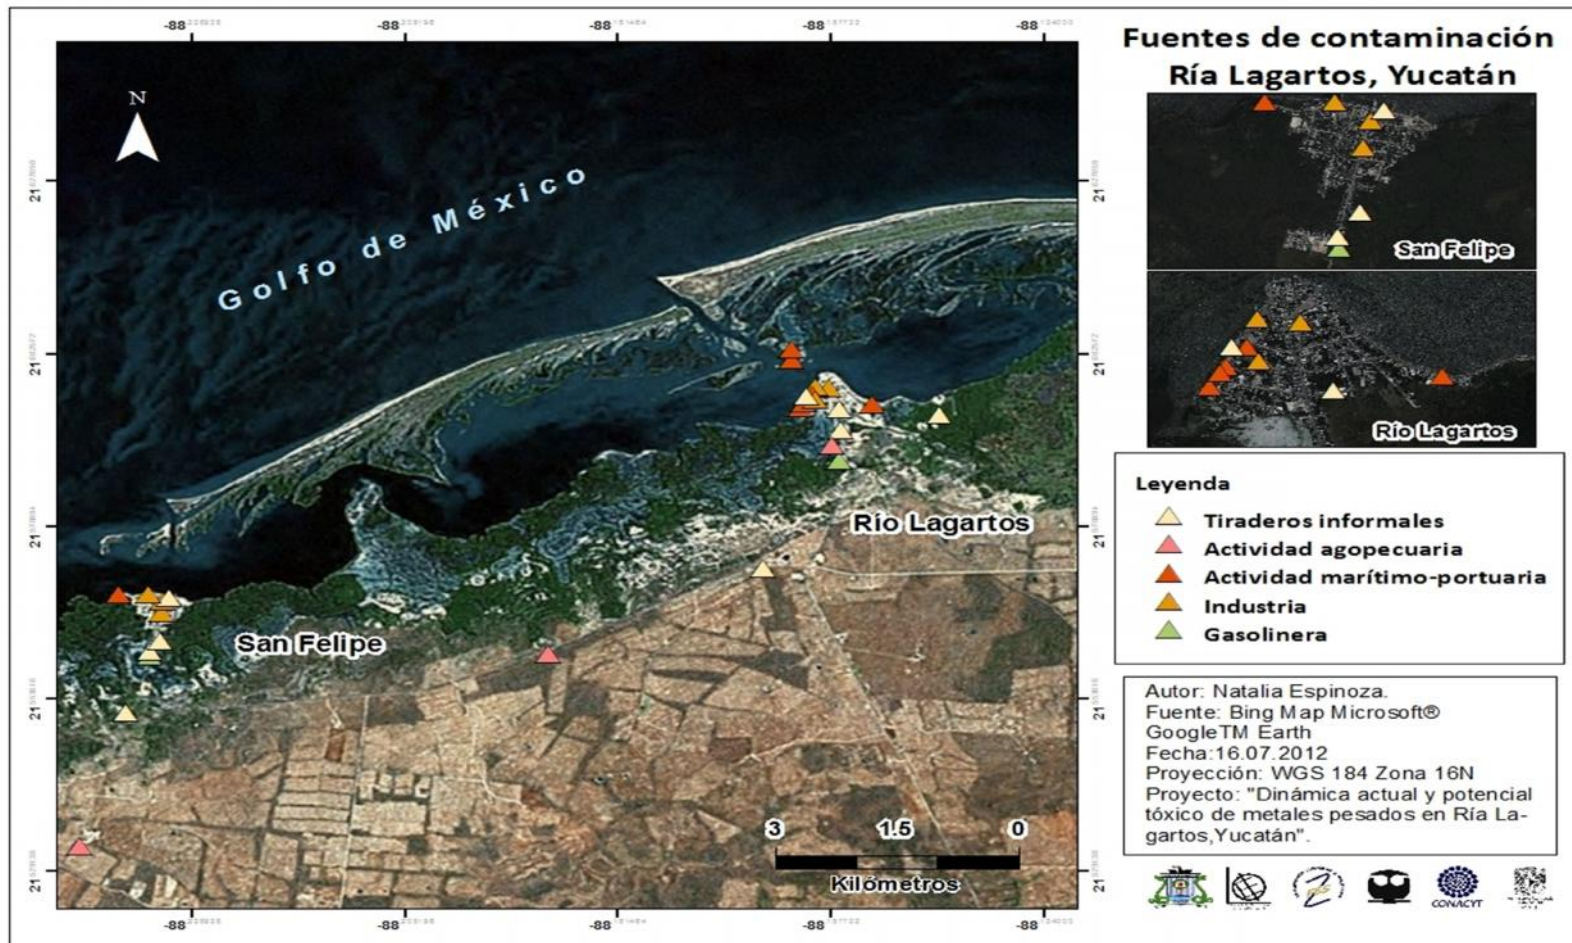 Fuentes de contaminación
Ría Lagartos, Yucatán
N
Golfo de México
San Felipe
Río Lagartos
Río Lagartos
San Felipe
3 1.5 0
Kilómetros
Leyenda
Tiraderos informales
Actividad agopecuaria
Actividad marítimo-portuaria
Industria
Gasolinera
Autor: Natalia Espinoza.
Fuente: Bing Map Microsoft®
GoogleTM Earth
Fecha:16.07.2012
Proyección: WGS 184 Zona 16N
Proyecto: "Dinámica actual y potencial
tóxico de metales pesados en Ría La-
gartos,Yucatán".
CONACYT